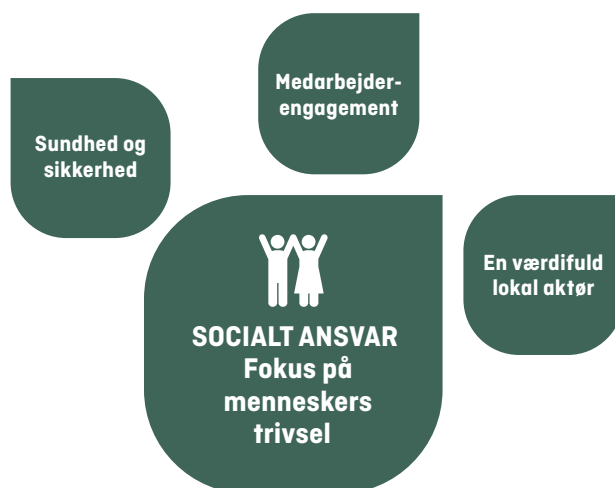 Medarbejder-
engagement
Sundhed og
sikkerhed
En værdifuld
lokal aktør
SOCIALT ANSVAR
Fokus på
menneskers
trivsel